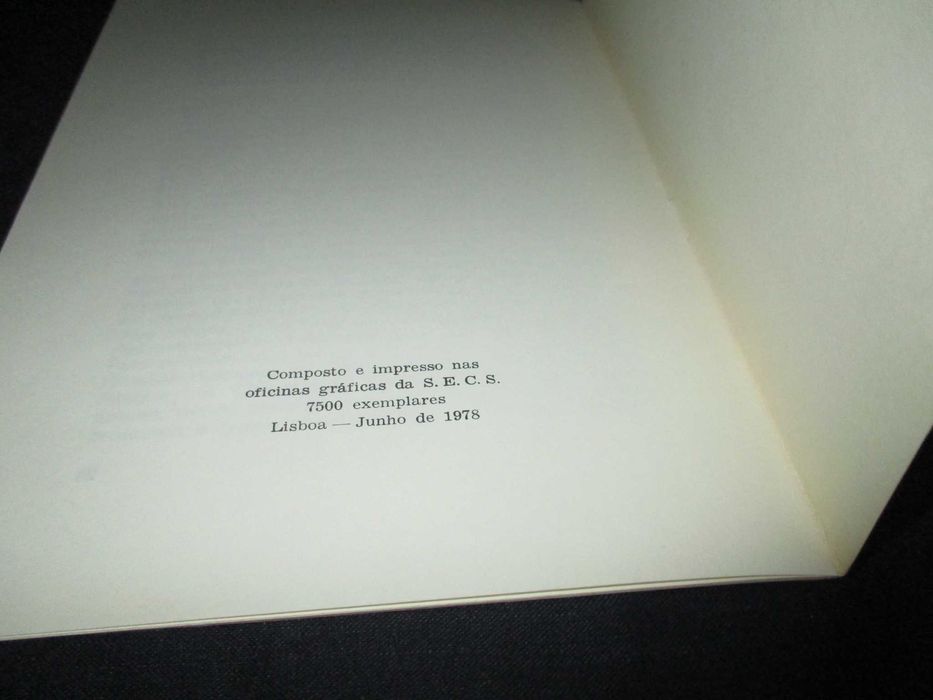 Composto e impresso nas
oficinas gráficas da S. E. C. S.
7500 exemplares
Lisboa — Junho de 1978